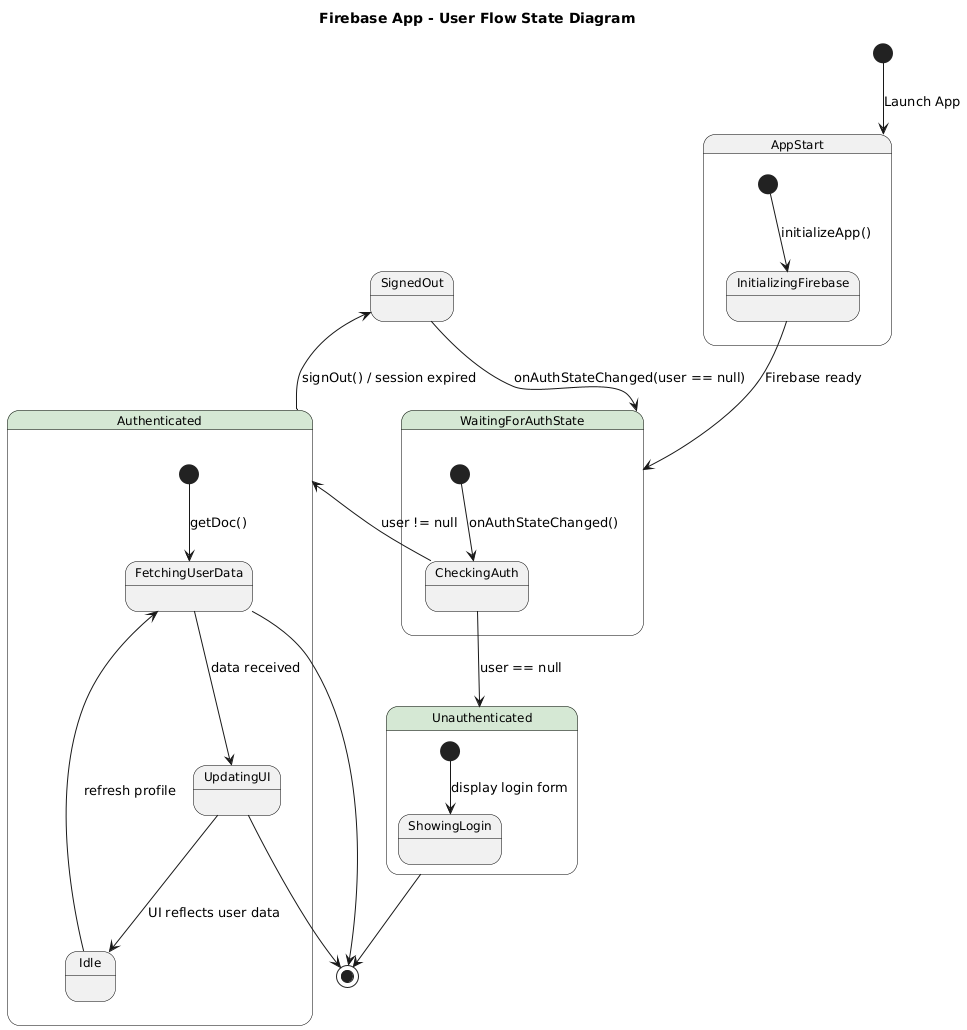 Firebase App - User Flow State Diagram
Launch App
AppStart
initializeApp()
InitializingFirebase
SignedOut
signOut() / session expired
onAuthStateChanged(user == null)
Firebase ready
Authenticated
WaitingForAuthState
getDoc()
user != null
onAuthStateChanged()
FetchingUserData
CheckingAuth
data received
user == null
Unauthenticated
UpdatingUI
refresh profile
display login form
ShowingLogin
UI reflects user data
Idle